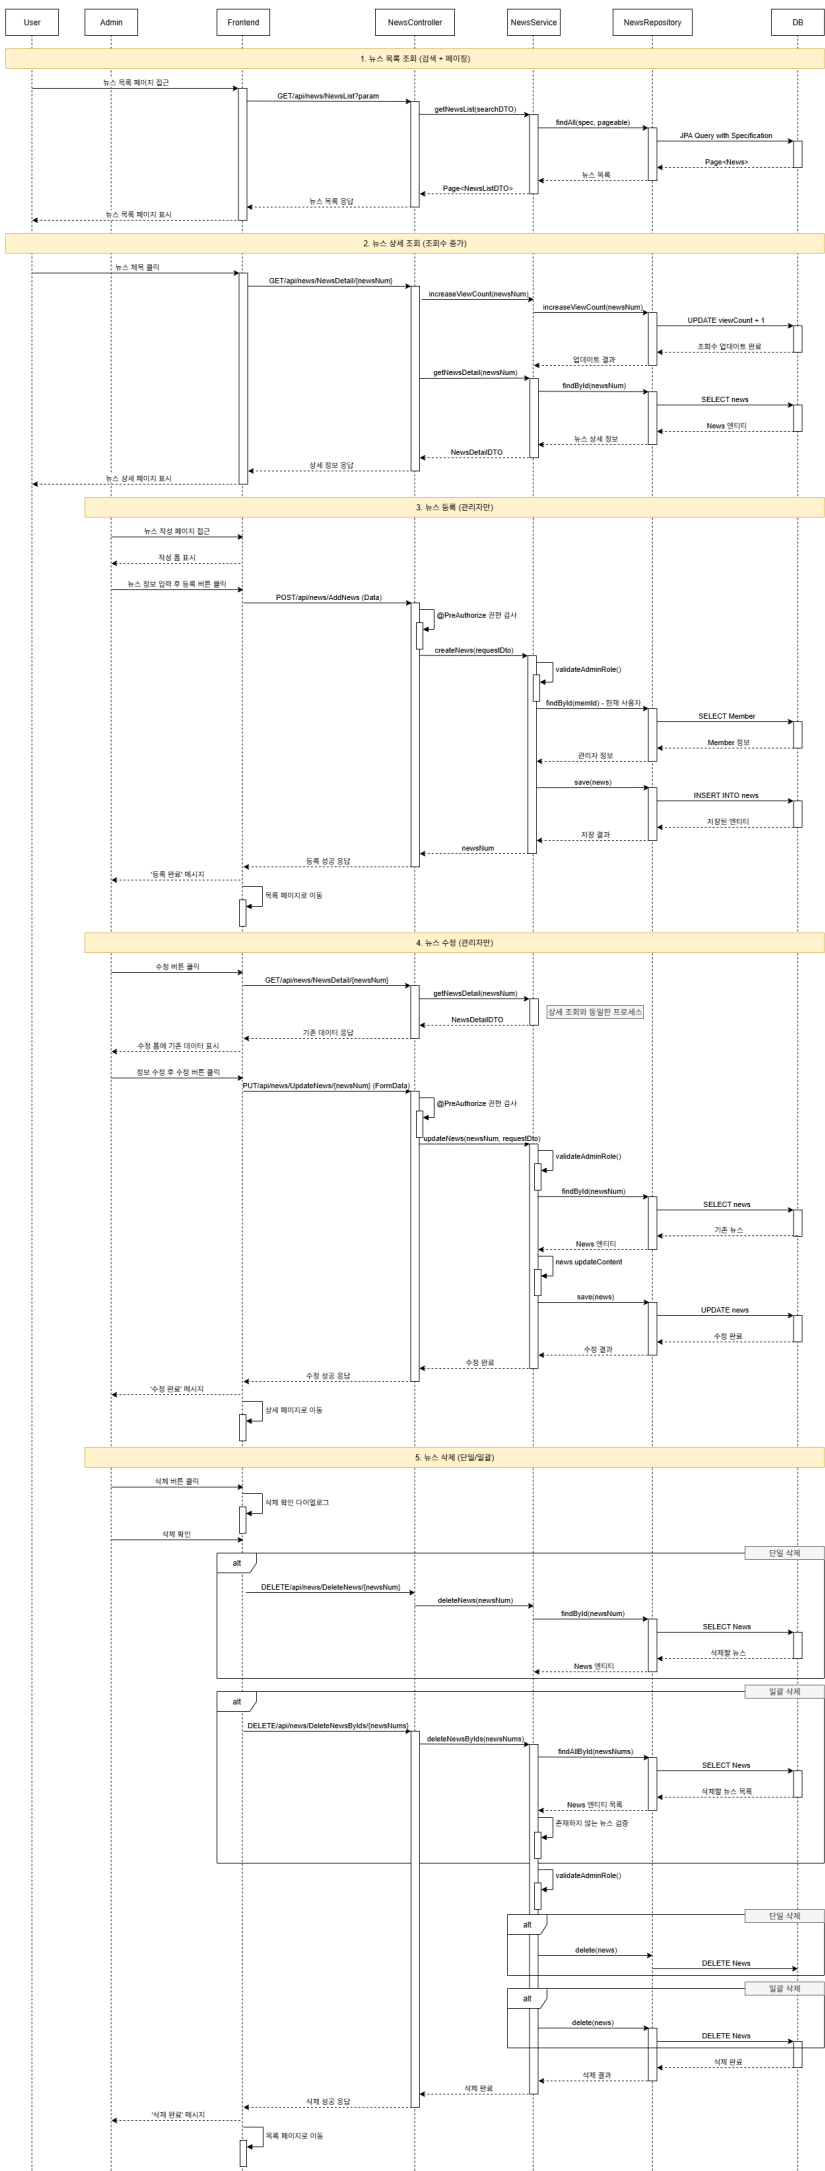 User
Admin
Frontend
NewsController
NewsService
NewsRepository
DB
1. 뉴스 목록 조회 (검색 + 페이징)
뉴스 목록 페이지 접근
GET/api/news/NewsList?param
getNewsList(searchDTO)
findAll(spec, pageable)
JPA Query with Specification
Page<News>
뉴스 목록
Page<NewsListDTO>
뉴스 목록 응답
뉴스 목록 페이지 표시
2. 뉴스 상세 조회 (조회수 증가)
뉴스 제목 클릭
GET/api/news/NewsDetail/{newsNum}
increaseViewCount(newsNum)
increaseViewCount(newsNum)
UPDATE viewCount + 1
조회수 업데이트 완료
업데이트 결과
getNewsDetail(newsNum)
findById(newsNum)
SELECT news
News 엔티티
뉴스 상세 정보
NewsDetailDTO
상세 정보 응답
뉴스 상세 페이지 표시
3. 뉴스 등록 (관리자만)
뉴스 작성 페이지 접근
작성 폼 표시
뉴스 정보 입력 후 등록 버튼 클릭
POST/api/news/AddNews (Data)
@PreAuthorize 권한 검사
createNews(requestDto)
validateAdminRole()
findById(memId) - 현재 사용자
SELECT Member
Member 정보
관리자 정보
save(news)
INSERT INTO news
저장된 엔티티
저장 결과
newsNum
등록 성공 응답
'등록 완료' 메시지
목록 페이지로 이동
4. 뉴스 수정 (관리자만)
수정 버튼 클릭
GET/api/news/NewsDetail/{newsNum}
getNewsDetail(newsNum)
상세 조회와 동일한 프로세스
NewsDetailDTO
기존 데이터 응답
수정 폼에 기존 데이터 표시
정보 수정 후 수정 버튼 클릭
PUT/api/news/UpdateNews/{newsNum} (FormData)
@PreAuthorize 권한 검사
updateNews(newsNum, requestDto)
validateAdminRole()
findById(newsNum)
SELECT news
기존 뉴스
News 엔티티
news.updateContent
save(news)
UPDATE news
수정 완료
수정 결과
수정 완료
수정 성공 응답
'수정 완료' 메시지
상세 페이지로 이동
5. 뉴스 삭제 (단일/일괄)
삭제 버튼 클릭
삭제 확인 다이얼로그
삭제 확인
단일 삭제
alt
DELETE/api/news/DeleteNews/{newsNum}
deleteNews(newsNum)
findById(newsNum)
SELECT News
삭제할 뉴스
News 엔티티
일괄 삭제
alt
DELETE/api/news/DeleteNewsByIds/{newsNums}
deleteNewsByIds(newsNums)
findAllById(newsNums)
SELECT News
삭제할 뉴스 목록
News 엔티티 목록
존재하지 않는 뉴스 검증
validateAdminRole()
단일 삭제
alt
delete(news)
DELETE News
일괄 삭제
alt
delete(news)
DELETE News
삭제 완료
삭제 결과
삭제 완료
삭제 성공 응답
'삭제 완료' 메시지
목록 페이지로 이동